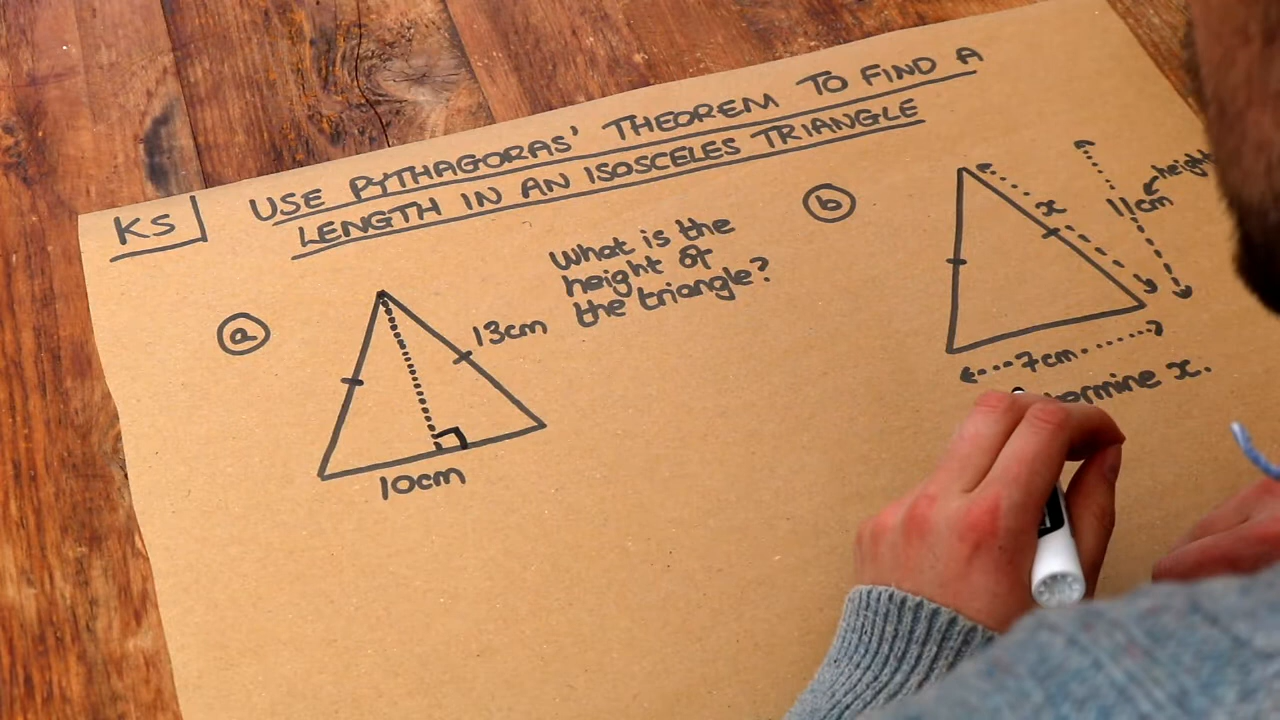 KS
USE PYTHAGORAS' THEOREM TO FIND A
LENGTH IN AN ISOSCELES TRIANGLE
a
What is the
height of
the triangle?
13cm
10cm
b
x
11cm
height
7cm
x.